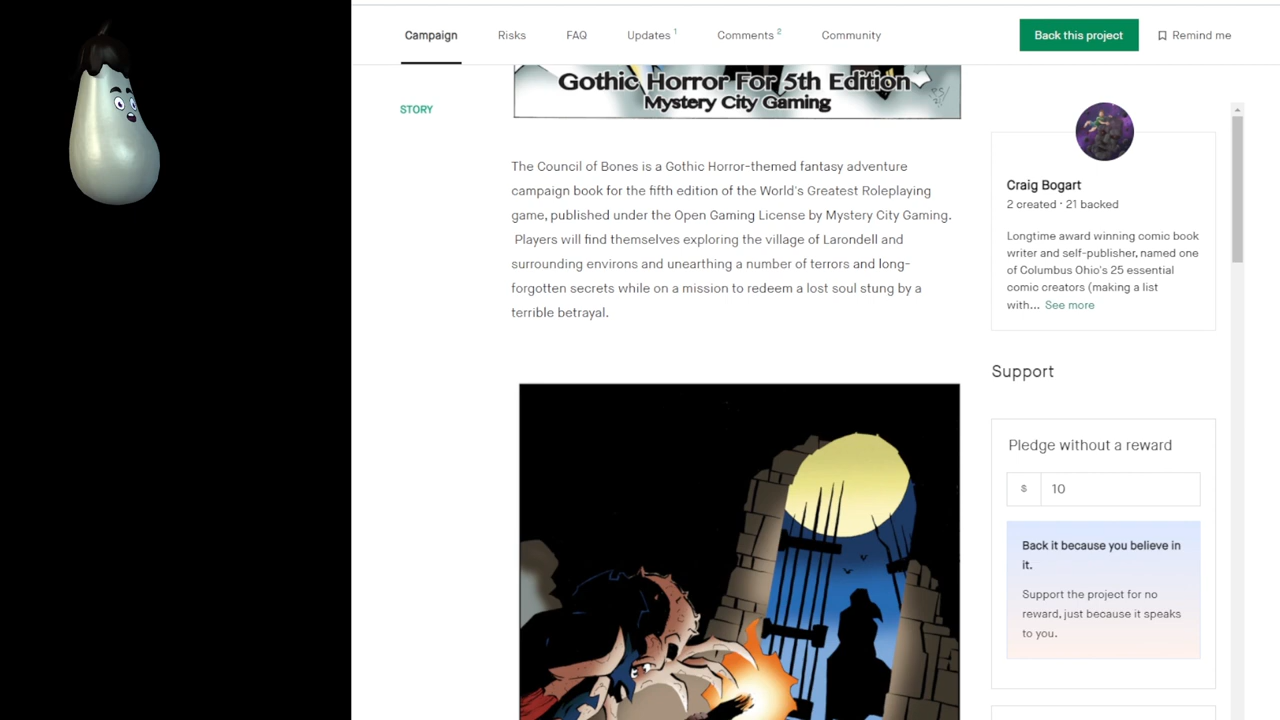 Campaign
Risks
FAQ
Updates 1
Comments 2
Community
Back this project
Remind me
Gothic Horror For 5th Edition
Mystery City Gaming
STORY
The Council of Bones is a Gothic Horror-themed fantasy adventure
campaign book for the fifth edition of the World's Greatest Roleplaying
game, published under the Open Gaming License by Mystery City Gaming.
Players will find themselves exploring the village of Larondell and
surrounding environs and unearthing a number of terrors and long-
forgotten secrets while on a mission to redeem a lost soul stung by a
terrible betrayal.
Craig Bogart
2 created · 21 backed
Longtime award winning comic book
writer and self-publisher, named one
of Columbus Ohio's 25 essential
comic creators (making a list
with... See more
Support
Pledge without a reward
$ 10
Back it because you believe in
it.
Support the project for no
reward, just because it speaks
to you.